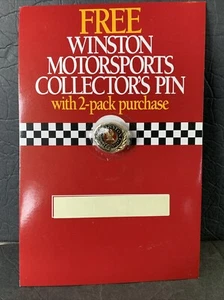 FREE
WINSTON
MOTORSPORTS
COLLECTOR'S PIN
with 2-pack purchase